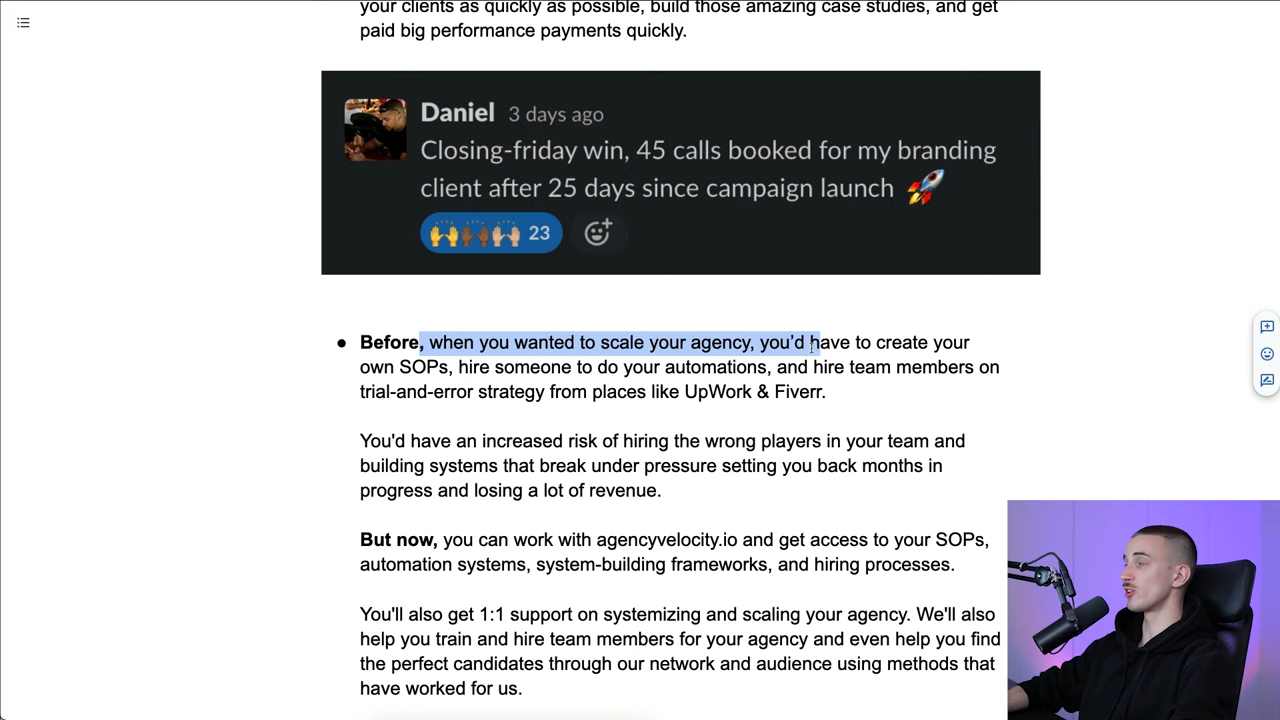 your clients as quickly as possible, build those amazing case studies, and get
paid big performance payments quickly.
Daniel 3 days ago
Closing-friday win, 45 calls booked for my branding
client after 25 days since campaign launch 🚀
23
● Before, when you wanted to scale your agency, you’d have to create your
own SOPs, hire someone to do your automations, and hire team members on
trial-and-error strategy from places like UpWork & Fiverr.
You'd have an increased risk of hiring the wrong players in your team and
building systems that break under pressure setting you back months in
progress and losing a lot of revenue.
But now, you can work with agencyvelocity.io and get access to your SOPs,
automation systems, system-building frameworks, and hiring processes.
You'll also get 1:1 support on systemizing and scaling your agency. We'll also
help you train and hire team members for your agency and even help you find
the perfect candidates through our network and audience using methods that
have worked for us.